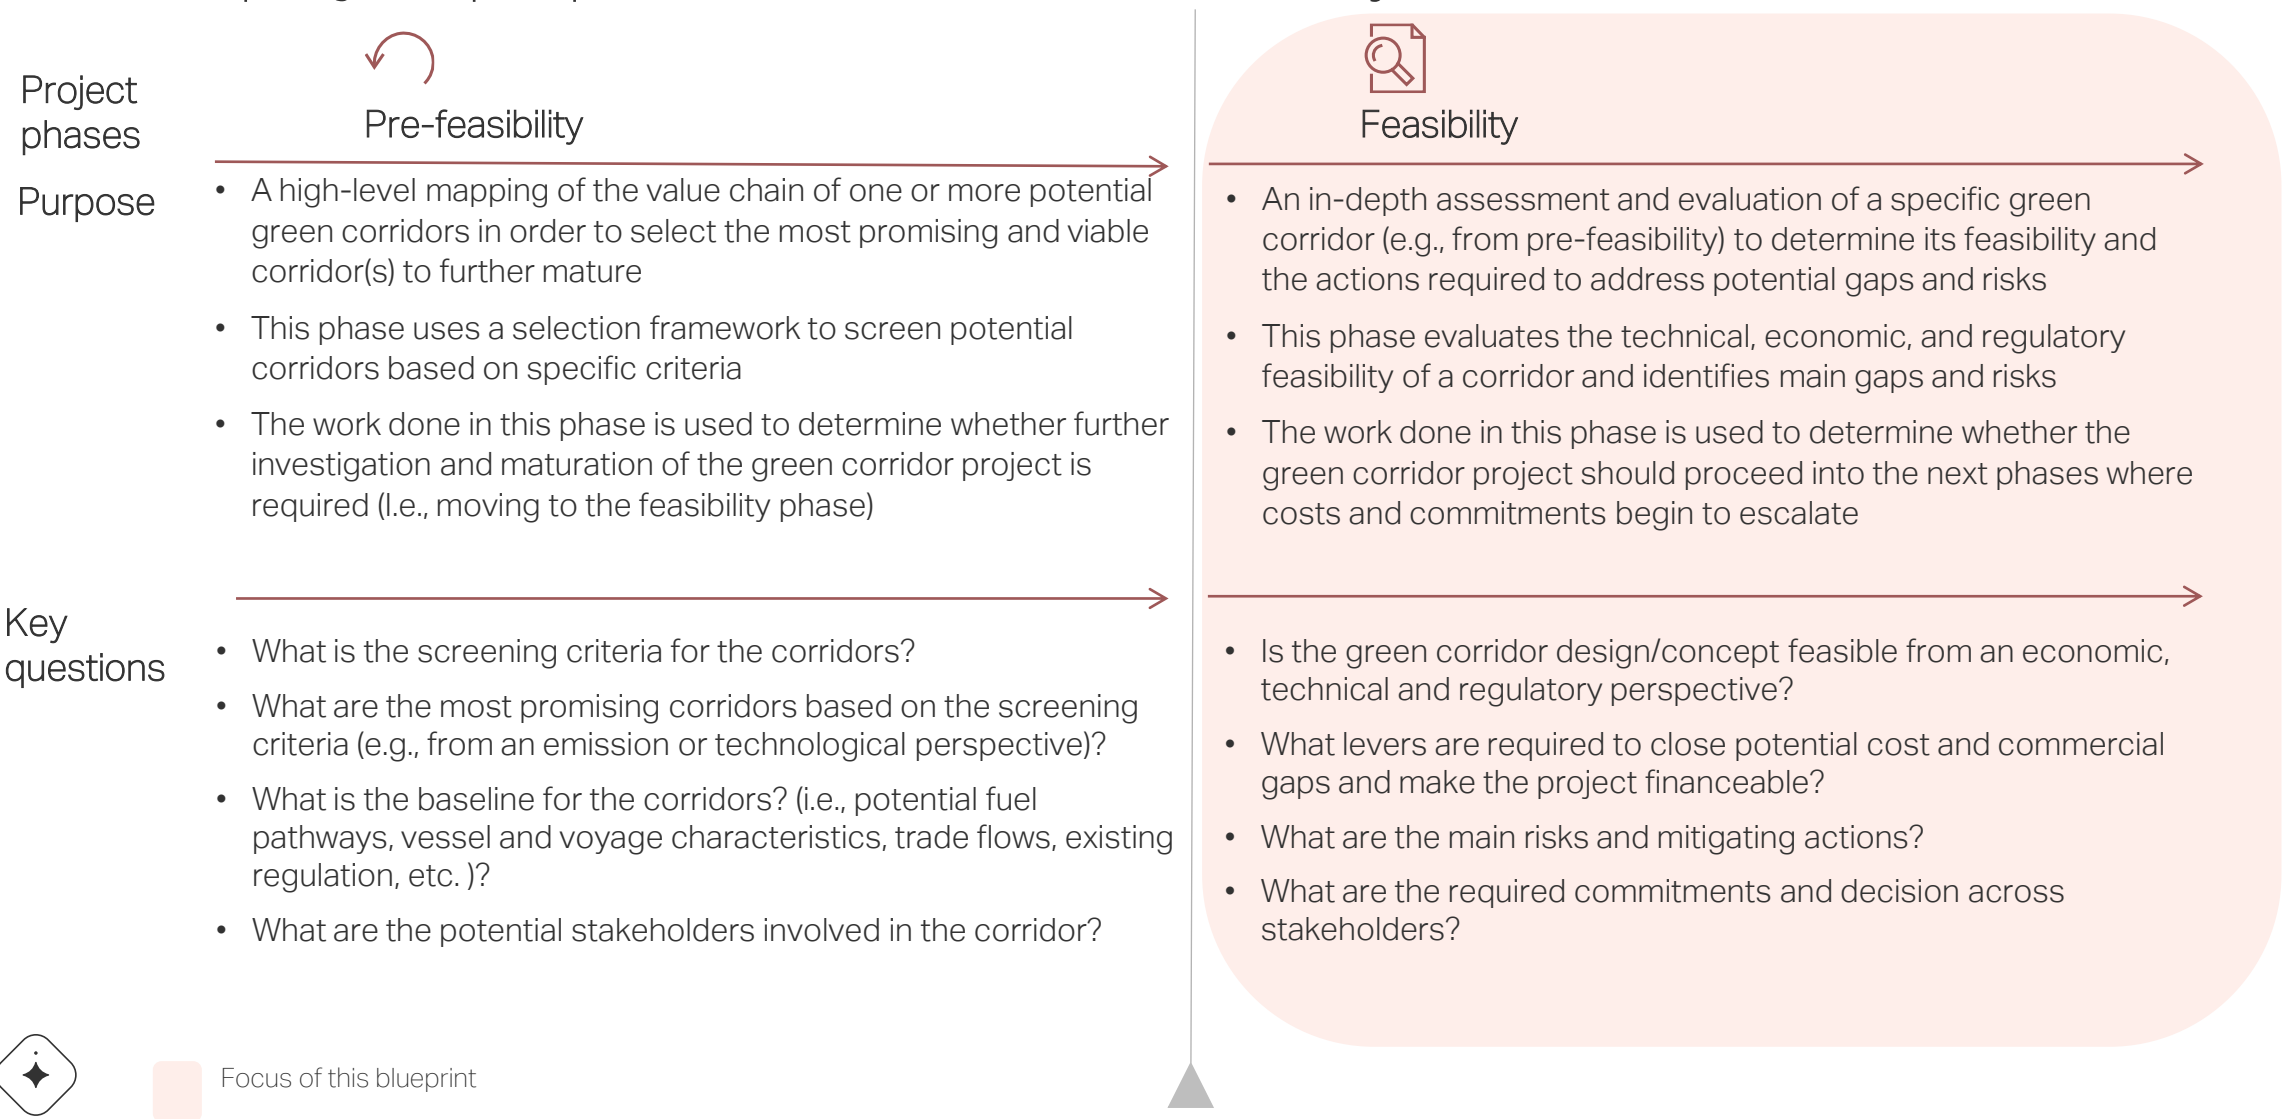 Project
phases
Pre-feasibility
Feasibility
Purpose
• A high-level mapping of the value chain of one or more potential
green corridors in order to select the most promising and viable
corridor(s) to further mature
• This phase uses a selection framework to screen potential
corridors based on specific criteria
• The work done in this phase is used to determine whether further
investigation and maturation of the green corridor project is
required (I.e., moving to the feasibility phase)
• An in-depth assessment and evaluation of a specific green
corridor (e.g., from pre-feasibility) to determine its feasibility and
the actions required to address potential gaps and risks
• This phase evaluates the technical, economic, and regulatory
feasibility of a corridor and identifies main gaps and risks
• The work done in this phase is used to determine whether the
green corridor project should proceed into the next phases where
costs and commitments begin to escalate
Key
questions
• What is the screening criteria for the corridors?
• What are the most promising corridors based on the screening
criteria (e.g., from an emission or technological perspective)?
• What is the baseline for the corridors? (i.e., potential fuel
pathways, vessel and voyage characteristics, trade flows, existing
regulation, etc. )?
• What are the potential stakeholders involved in the corridor?
• Is the green corridor design/concept feasible from an economic,
technical and regulatory perspective?
• What levers are required to close potential cost and commercial
gaps and make the project financeable?
• What are the main risks and mitigating actions?
• What are the required commitments and decision across
stakeholders?
Focus of this blueprint